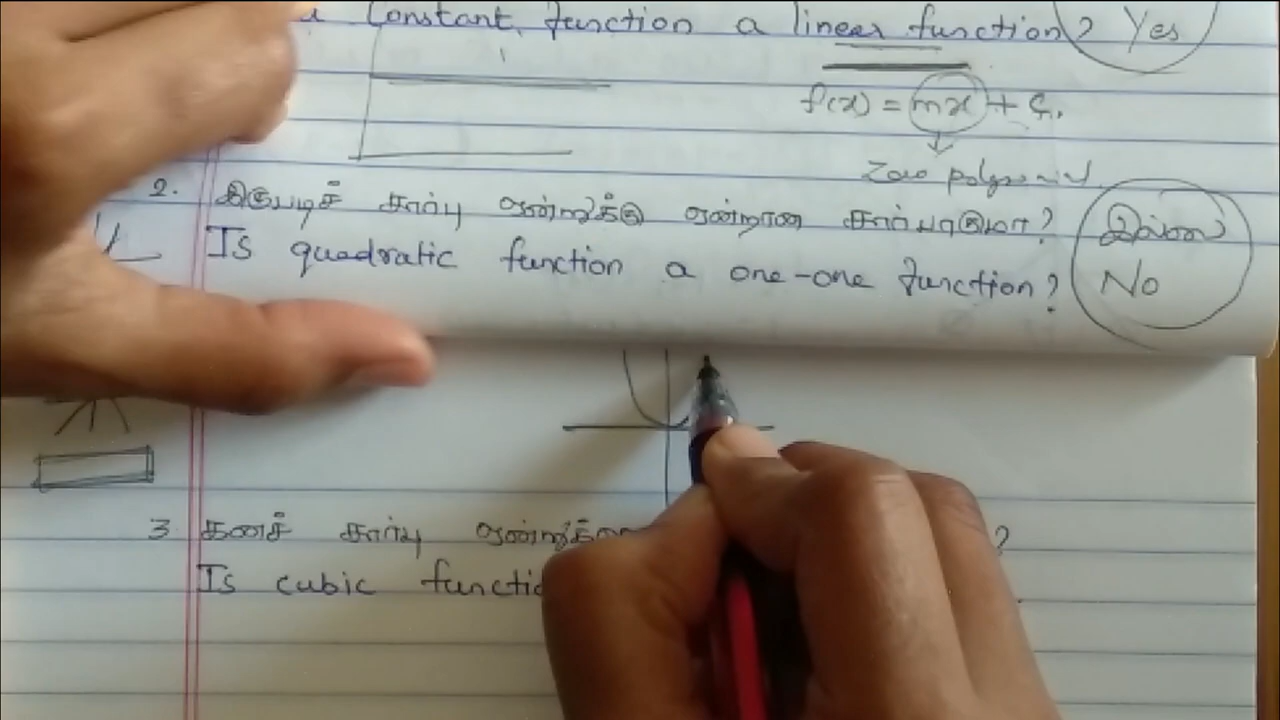 Constant function a linear function? Yes
f(x) = mx + c,
Zero polynomial.
2. இருபடிச் சார்பு ஒன்றுக்கு ஒன்றான சார்பாகுமா? இல்லை
Is quadratic function a one-one function? No
3 கனச் சார்பு ?
Is cubic